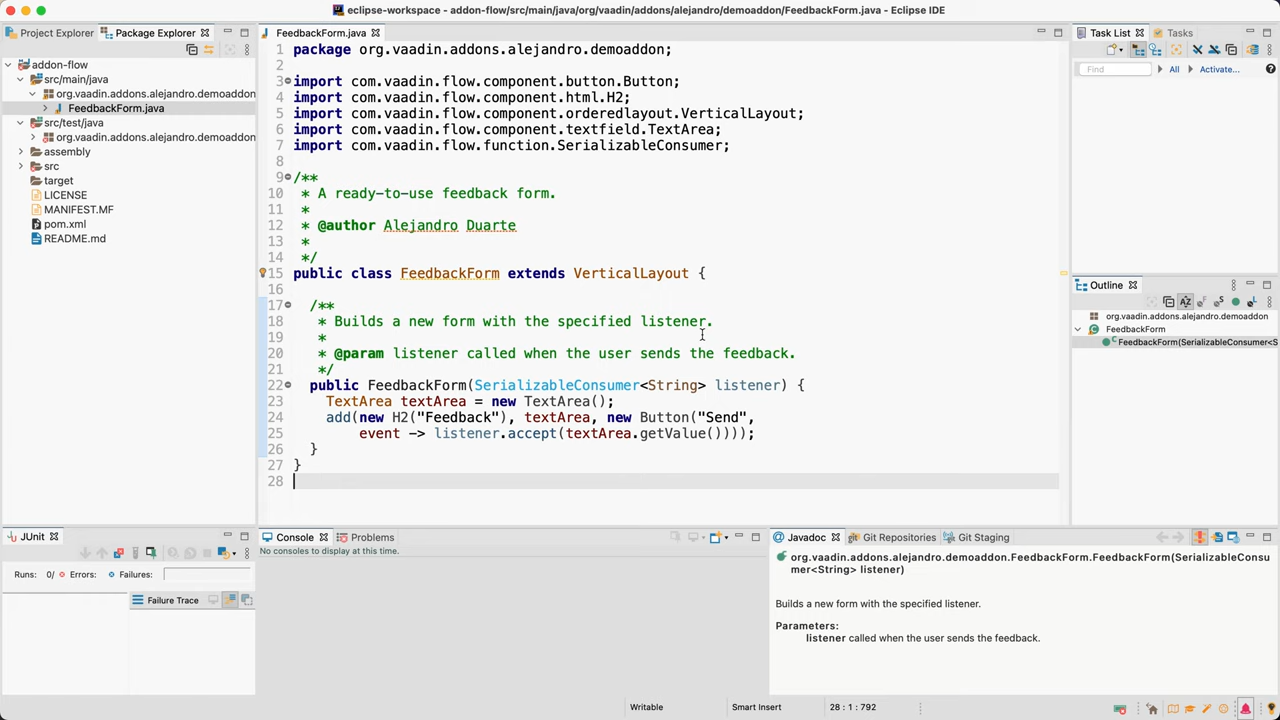 eclipse-workspace - addon-flow/src/main/java/org/vaadin/addons/alejandro/demoaddon/FeedbackForm.java - Eclipse IDE
Project Explorer
Package Explorer
addon-flow
src/main/java
org.vaadin.addons.alejandro.demoaddon
FeedbackForm.java
src/test/java
org.vaadin.addons.alejandro.demoaddon
assembly
src
target
LICENSE
MANIFEST.MF
pom.xml
README.md
FeedbackForm.java
1 package org.vaadin.addons.alejandro.demoaddon;
2
3 import com.vaadin.flow.component.button.Button;
4 import com.vaadin.flow.component.html.H2;
5 import com.vaadin.flow.component.orderedlayout.VerticalLayout;
6 import com.vaadin.flow.component.textfield.TextArea;
7 import com.vaadin.flow.function.SerializableConsumer;
8
9 /**
10 * A ready-to-use feedback form.
11 *
12 * @author Alejandro Duarte
13 *
14 */
15 public class FeedbackForm extends VerticalLayout {
16
17 /**
18 * Builds a new form with the specified listener.
19 *
20 * @param listener called when the user sends the feedback.
21 */
22 public FeedbackForm(SerializableConsumer<String> listener) {
23 TextArea textArea = new TextArea();
24 add(new H2("Feedback"), textArea, new Button("Send",
25 event -> listener.accept(textArea.getValue())));
26 }
27 }
28
Task List
Tasks
Find
All
Activate...
Outline
org.vaadin.addons.alejandro.demoaddon
FeedbackForm
FeedbackForm(SerializableConsumer<S
JUnit
Runs: 0/
Errors:
Failures:
Failure Trace
Console
Problems
No consoles to display at this time.
Javadoc
Git Repositories
Git Staging
org.vaadin.addons.alejandro.demoaddon.FeedbackForm.FeedbackForm(SerializableConsu
mer<String> listener)
Builds a new form with the specified listener.
Parameters:
listener called when the user sends the feedback.
Writable
Smart Insert
28 : 1 : 792